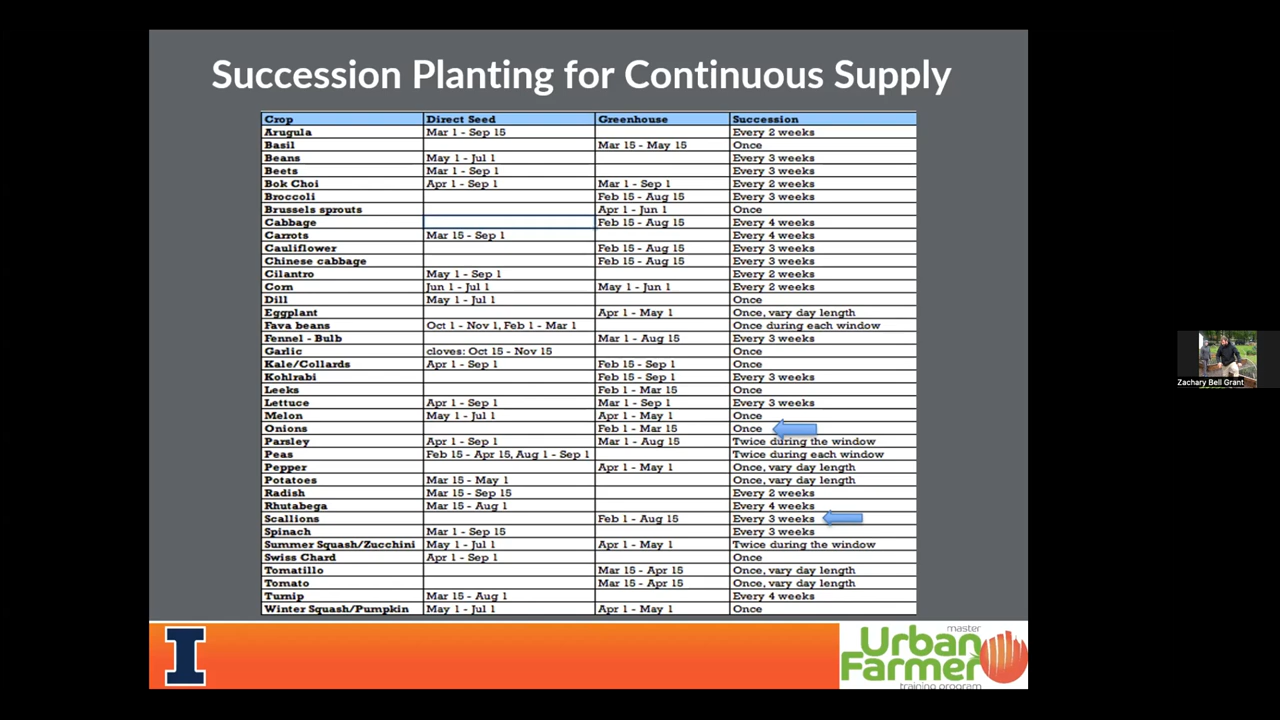 Succession Planting for Continuous Supply
Crop Direct Seed Greenhouse Succession
Arugula Mar 1 - Sep 15 Every 2 weeks
Basil Mar 15 - May 15 Once
Beans May 1 - Jul 1 Every 3 weeks
Beets Mar 1 - Sep 1 Every 3 weeks
Bok Choi Apr 1 - Sep 1 Mar 1 - Sep 1 Every 2 weeks
Broccoli Feb 15 - Aug 15 Every 3 weeks
Brussels sprouts Apr 1 - Jun 1 Once
Cabbage Feb 15 - Aug 15 Every 4 weeks
Carrots Mar 15 - Sep 1 Every 4 weeks
Cauliflower Feb 15 - Aug 15 Every 3 weeks
Chinese cabbage Feb 15 - Aug 15 Every 3 weeks
Cilantro May 1 - Sep 1 Every 2 weeks
Corn Jun 1 - Jul 1 May 1 - Jun 1 Every 2 weeks
Dill May 1 - Jul 1 Once
Eggplant Apr 1 - May 1 Once, vary day length
Fava beans Oct 1 - Nov 1, Feb 1 - Mar 1 Once during each window
Fennel - Bulb Mar 1 - Aug 15 Every 3 weeks
Garlic cloves: Oct 15 - Nov 15 Once
Kale/Collards Apr 1 - Sep 1 Feb 15 - Sep 1 Once
Kohlrabi Feb 15 - Sep 1 Every 3 weeks
Leeks Feb 1 - Mar 15 Once
Lettuce Apr 1 - Sep 1 Mar 1 - Sep 1 Every 3 weeks
Melon May 1 - Jul 1 Apr 1 - May 1 Once
Onions Feb 1 - Mar 15 Once
Parsley Apr 1 - Sep 1 Mar 1 - Aug 15 Twice during the window
Peas Feb 15 - Apr 15, Aug 1 - Sep 1 Twice during each window
Pepper Apr 1 - May 1 Once, vary day length
Potatoes Mar 15 - May 1 Once, vary day length
Radish Mar 15 - Sep 15 Every 2 weeks
Rhutabega Mar 15 - Aug 1 Every 4 weeks
Scallions Feb 1 - Aug 15 Every 3 weeks
Spinach Mar 1 - Sep 15 Every 3 weeks
Summer Squash/Zucchini May 1 - Jul 1 Apr 1 - May 1 Twice during the window
Swiss Chard Apr 1 - Sep 1 Once
Tomatillo Mar 15 - Apr 15 Once, vary day length
Tomato Mar 15 - Apr 15 Once, vary day length
Turnip Mar 15 - Aug 1 Every 4 weeks
Winter Squash/Pumpkin May 1 - Jul 1 Apr 1 - May 1 Once
Zachary Bell Grant
I
master
Urban
Farmer
training program